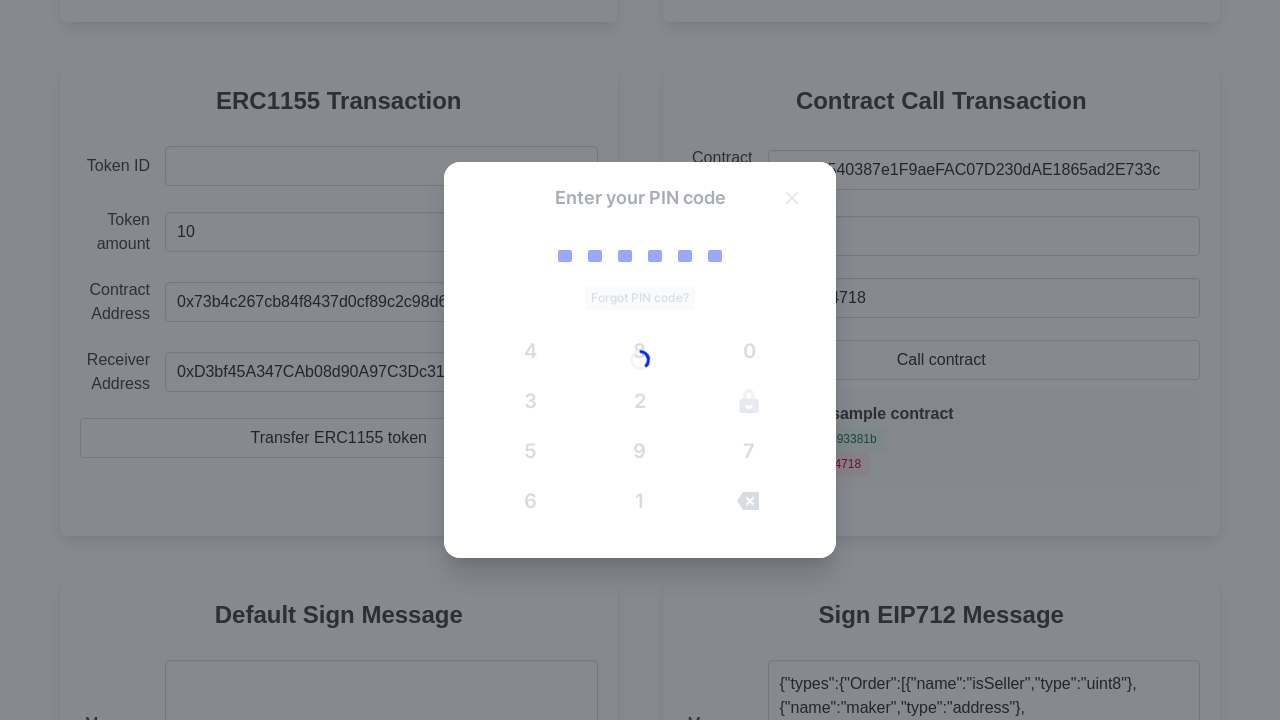 ERC1155 Transaction
Token ID
Token amount
10
Contract Address
0x73b4c267cb84f8437d0cf89c2c98d6
Receiver Address
0xD3bf45A347CAb08d90A97C3Dc31
Transfer ERC1155 token
Contract Call Transaction
Contract
540387e1F9aeFAC07D230dAE1865ad2E733c
4718
Call contract
sample contract
93381b
4718
Enter your PIN code
Forgot PIN code?
4 8 0
3 2
5 9 7
6 1
Default Sign Message
Sign EIP712 Message
{"types":{"Order":[{"name":"isSeller","type":"uint8"},
{"name":"maker","type":"address"},